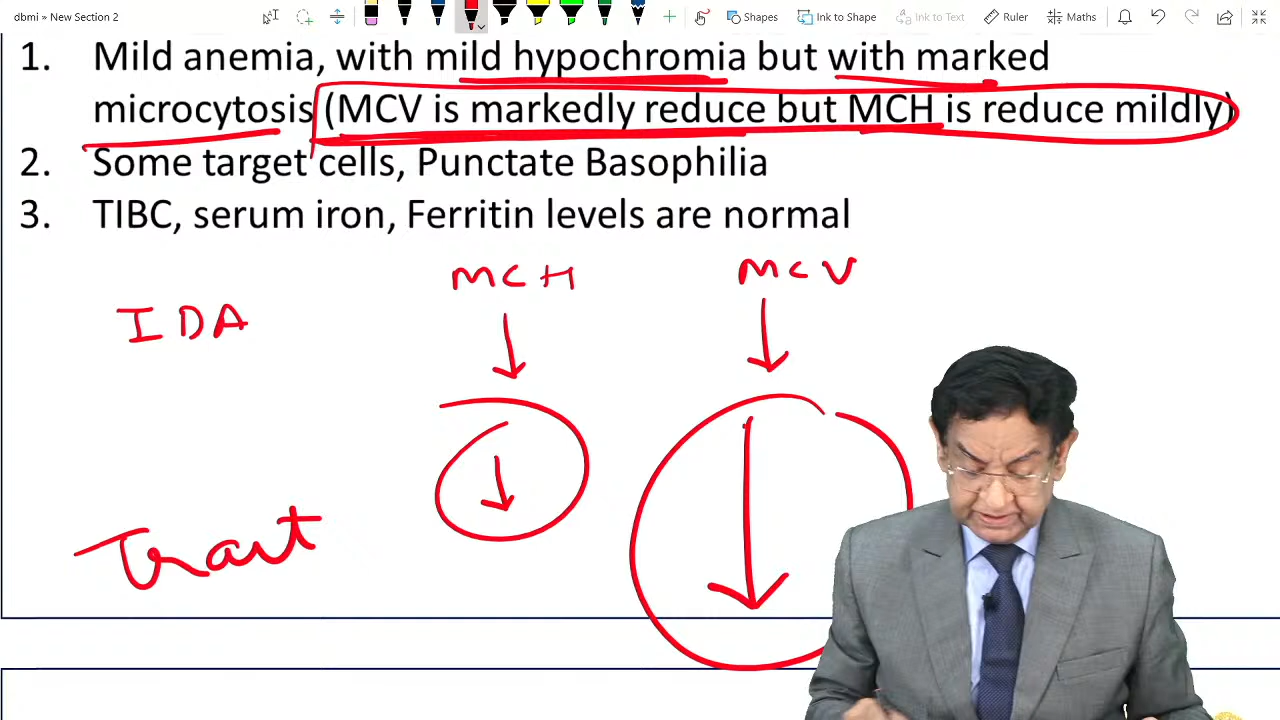 dbmi » New Section 2
Shapes Ink to Shape Ink to Text Ruler Maths
1. Mild anemia, with mild hypochromia but with marked
microcytosis (MCV is markedly reduce but MCH is reduce mildly)
2. Some target cells, Punctate Basophilia
3. TIBC, serum iron, Ferritin levels are normal
MCH MCV
IDA
Trait